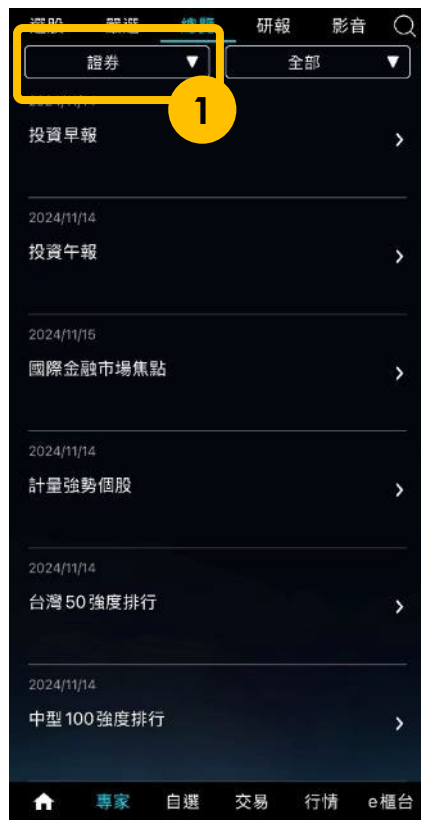 選股 嚴選 總覽 研報 影音
證券 ▼ 全部 ▼
2024/11/14
1
投資早報
2024/11/14
投資午報
2024/11/15
國際金融市場焦點
2024/11/14
計量強勢個股
2024/11/14
台灣50強度排行
2024/11/14
中型100強度排行
專家 自選 交易 行情 e櫃台